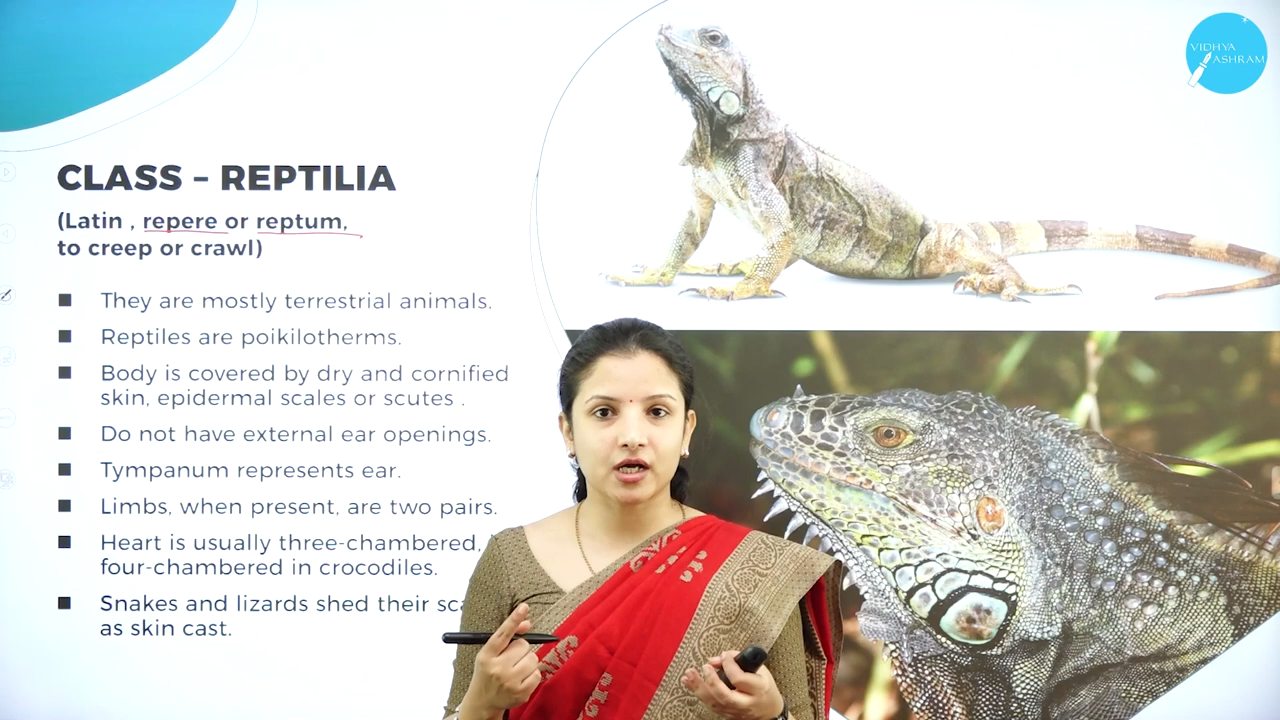 VIDHYA
ASHRAM
CLASS – REPTILIA
(Latin , repere or reptum,
to creep or crawl)
■ They are mostly terrestrial animals.
■ Reptiles are poikilotherms.
■ Body is covered by dry and cornified
skin, epidermal scales or scutes .
■ Do not have external ear openings.
■ Tympanum represents ear.
■ Limbs, when present, are two pairs.
■ Heart is usually three-chambered,
four-chambered in crocodiles.
■ Snakes and lizards shed their
as skin cast.